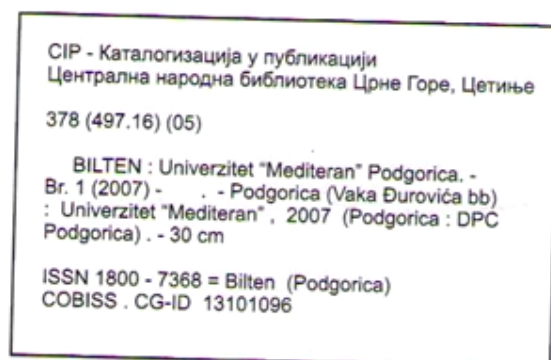 CIP - Каталогизација у публикацији
Централна народна библиотека Црне Горе, Цетиње
378 (497.16) (05)
BILTEN : Univerzitet “Mediteran” Podgorica. -
Br. 1 (2007) - . - Podgorica (Vaka Đurovića bb)
: Univerzitet “Mediteran” , 2007 (Podgorica : DPC
Podgorica) . - 30 cm
ISSN 1800 - 7368 = Bilten (Podgorica)
COBISS . CG-ID 13101096